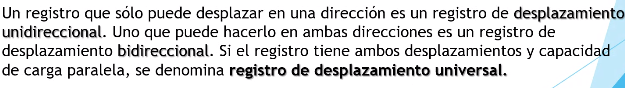 Un registro que sólo puede desplazar en una dirección es un registro de desplazamiento
unidireccional. Uno que puede hacerlo en ambas direcciones es un registro de
desplazamiento bidireccional. Si el registro tiene ambos desplazamientos y capacidad
de carga paralela, se denomina registro de desplazamiento universal.